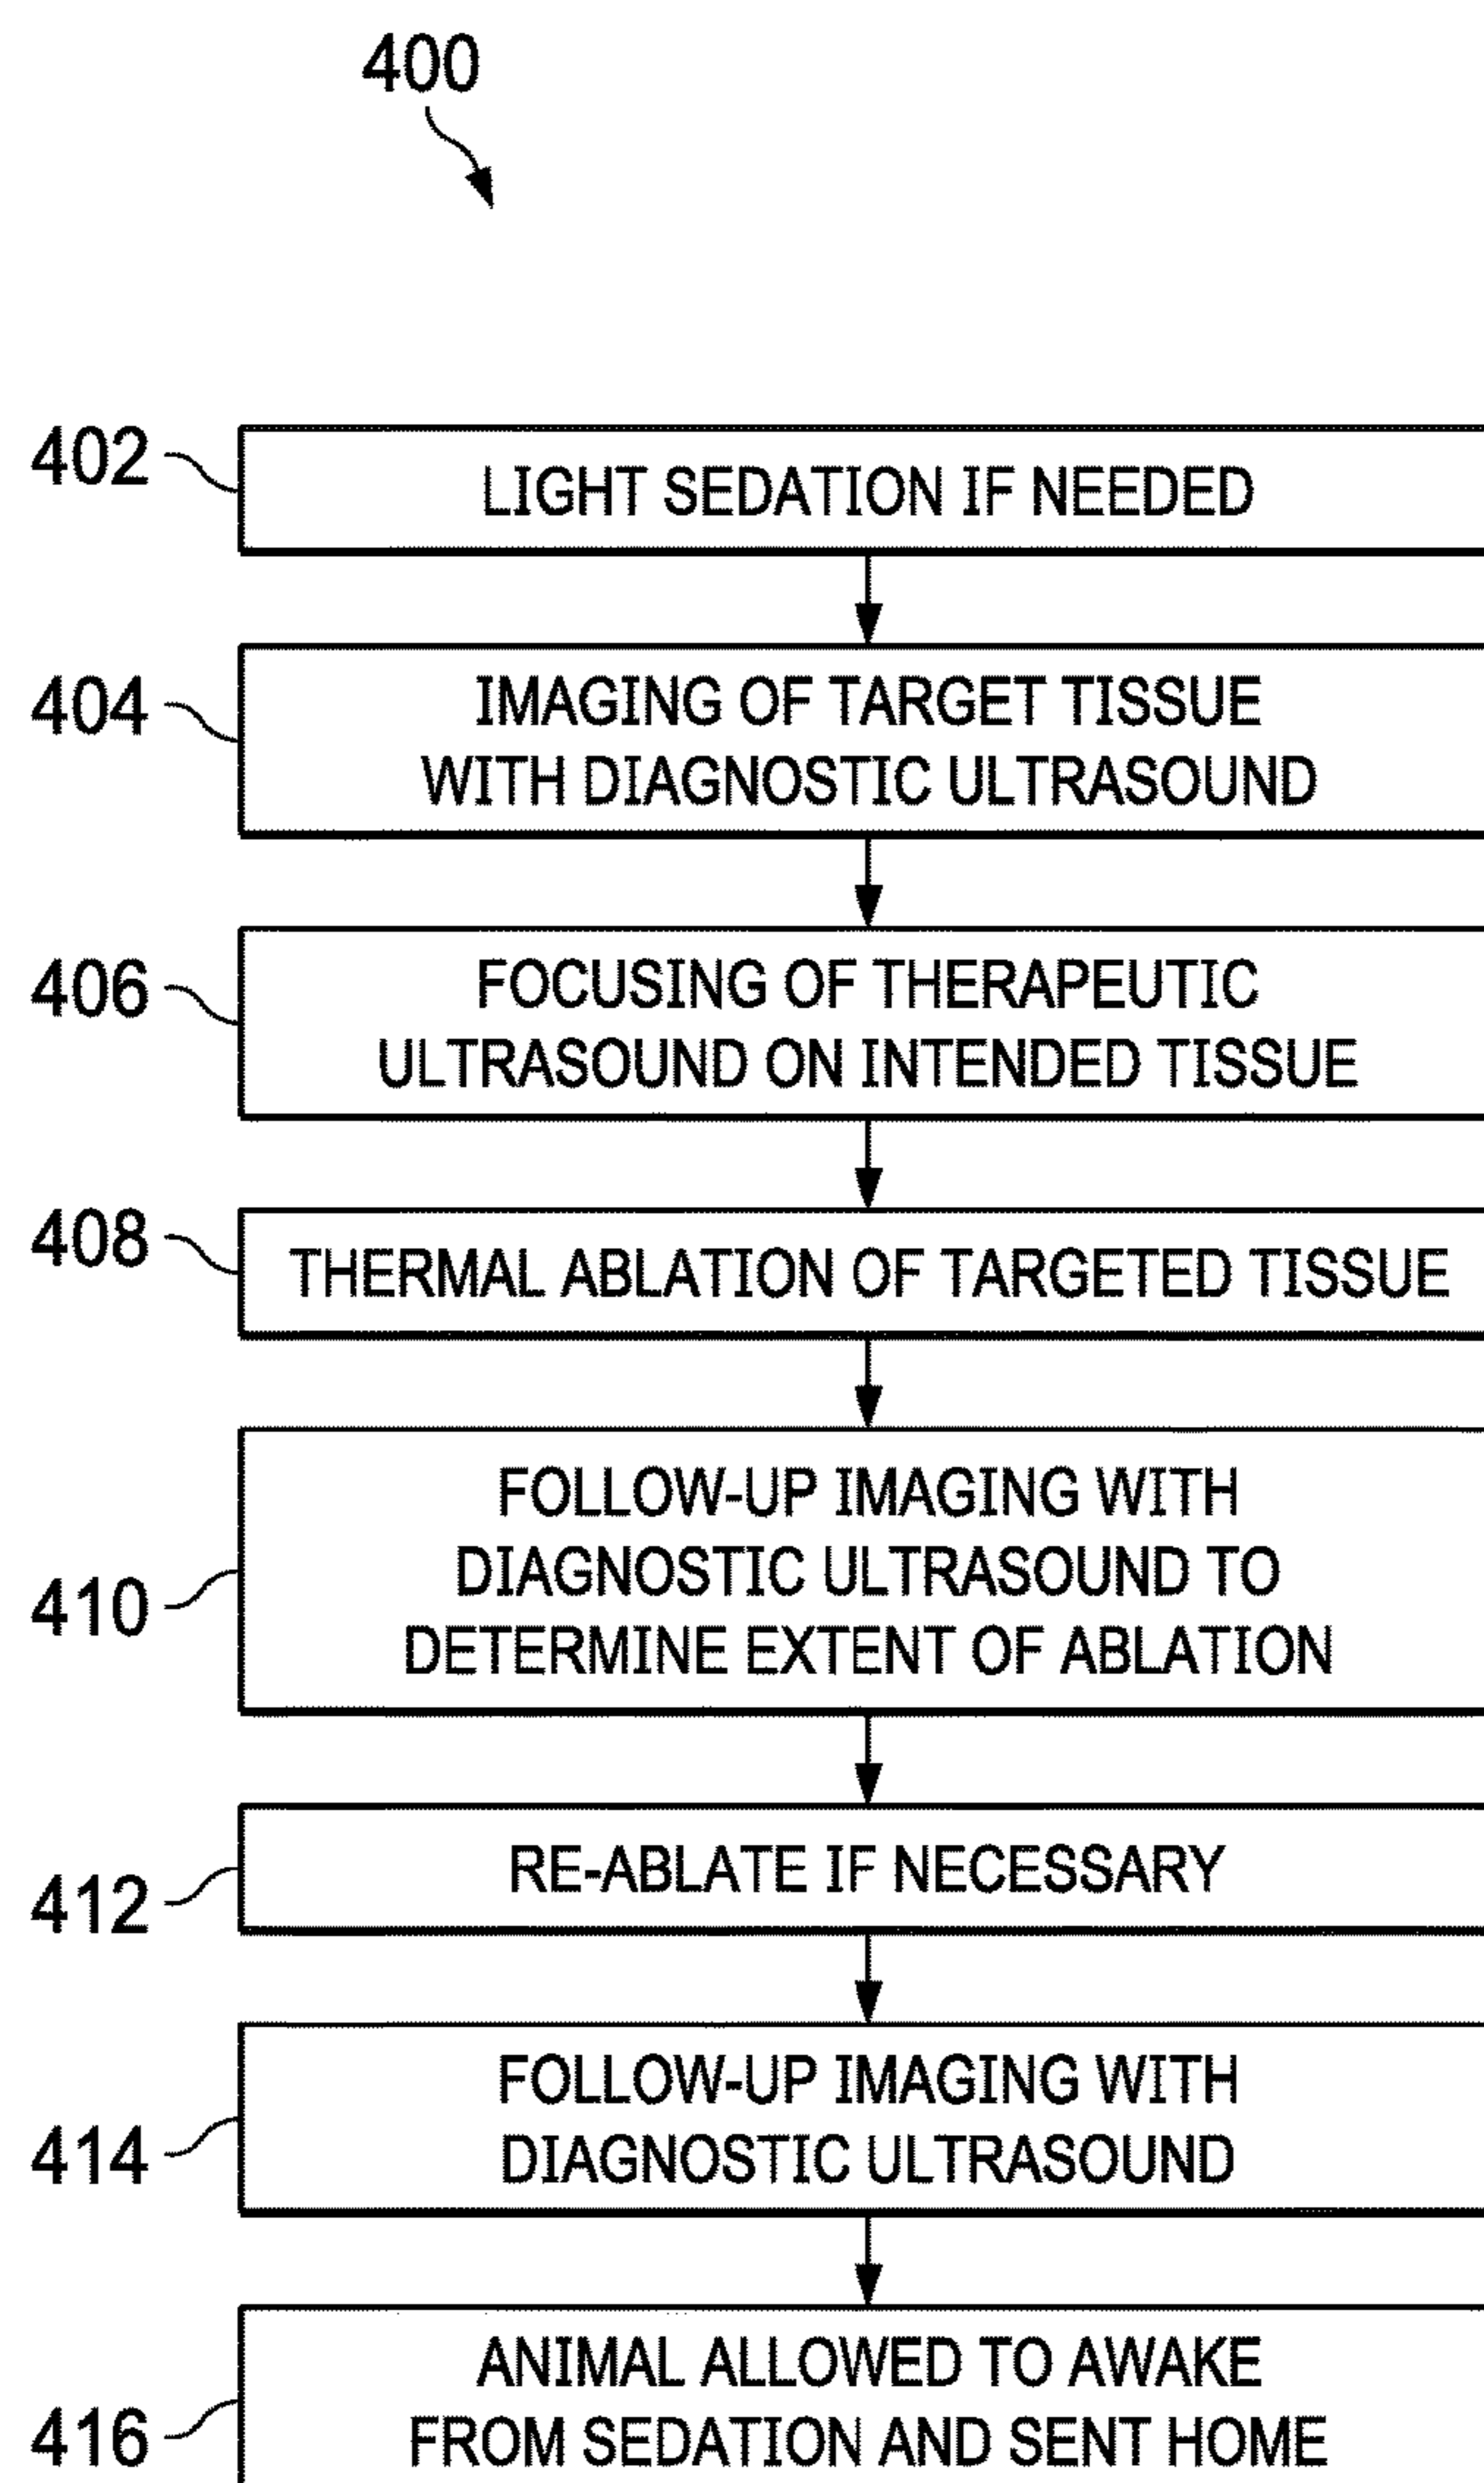 400
402
LIGHT SEDATION IF NEEDED
404
IMAGING OF TARGET TISSUE
WITH DIAGNOSTIC ULTRASOUND
406
FOCUSING OF THERAPEUTIC
ULTRASOUND ON INTENDED TISSUE
408
THERMAL ABLATION OF TARGETED TISSUE
410
FOLLOW-UP IMAGING WITH
DIAGNOSTIC ULTRASOUND TO
DETERMINE EXTENT OF ABLATION
412
RE-ABLATE IF NECESSARY
414
FOLLOW-UP IMAGING WITH
DIAGNOSTIC ULTRASOUND
416
ANIMAL ALLOWED TO AWAKE
FROM SEDATION AND SENT HOME